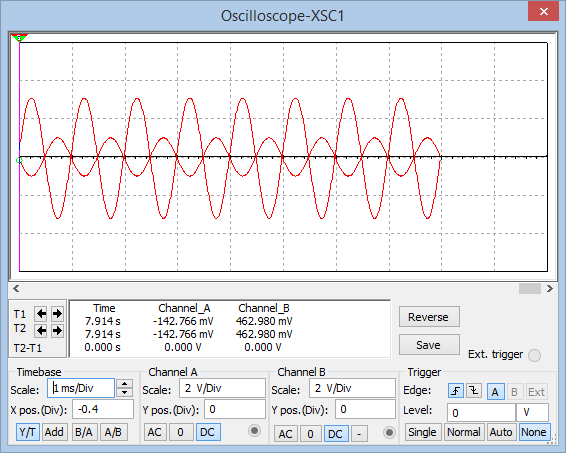 Oscilloscope-XSC1
T1
T2
T2-T1
Time Channel_A Channel_B
7.914 s -142.766 mV 462.980 mV
7.914 s -142.766 mV 462.980 mV
0.000 s 0.000 V 0.000 V
Reverse
Save
Ext. trigger
Timebase
Scale: 1 ms/Div
X pos.(Div): -0.4
Y/T Add B/A A/B
Channel A
Scale: 2 V/Div
Y pos.(Div): 0
AC 0 DC
Channel B
Scale: 2 V/Div
Y pos.(Div): 0
AC 0 DC -
Trigger
Edge: A B Ext
Level: 0 V
Single Normal Auto None